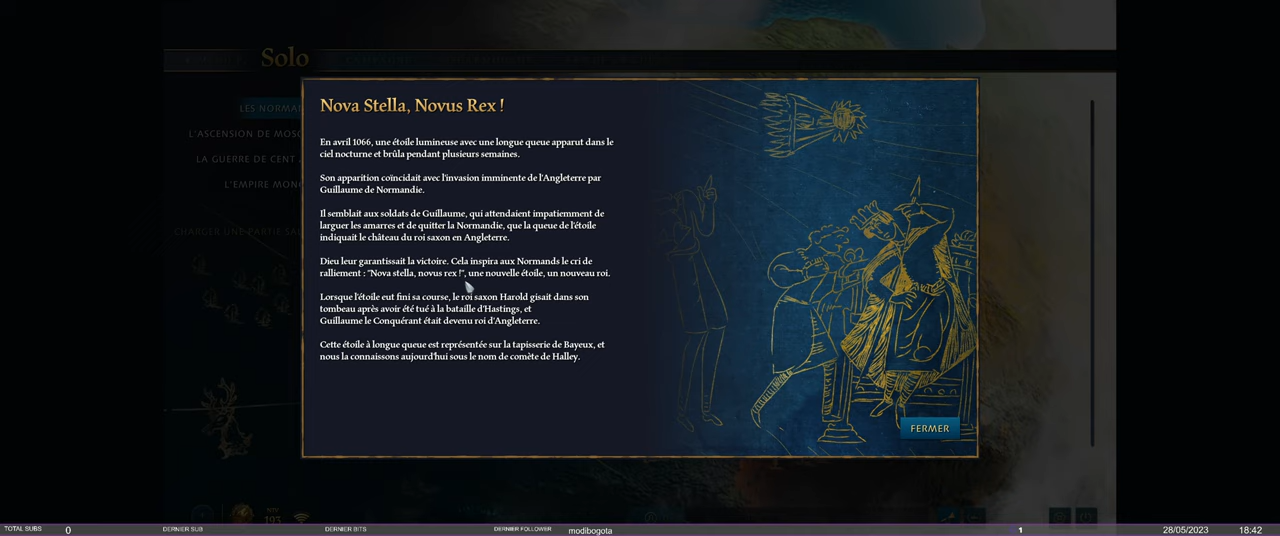 Solo
LES NORMA
L'ASCENSION DE MOSC
LA GUERRE DE CENT
L'EMPIRE MON
CHARGER UNE PARTIE SA
Nova Stella, Novus Rex !
En avril 1066, une étoile lumineuse avec une longue queue apparut dans le
ciel nocturne et brûla pendant plusieurs semaines.
Son apparition coïncidait avec l'invasion imminente de l'Angleterre par
Guillaume de Normandie.
Il semblait aux soldats de Guillaume, qui attendaient impatiemment de
larguer les amarres et de quitter la Normandie, que la queue de l'étoile
indiquait le château du roi saxon en Angleterre.
Dieu leur garantissait la victoire. Cela inspira aux Normands le cri de
ralliement : "Nova stella, novus rex !", une nouvelle étoile, un nouveau roi.
Lorsque l'étoile eut fini sa course, le roi saxon Harold gisait dans son
tombeau après avoir été tué à la bataille d'Hastings, et
Guillaume le Conquérant était devenu roi d'Angleterre.
Cette étoile à longue queue est représentée sur la tapisserie de Bayeux, et
nous la connaissons aujourd'hui sous le nom de comète de Halley.
FERMER
193
TOTAL SUBS 0 DERNIER SUB DERNIER BITS DERNIER FOLLOWER modibogota 1 28/05/2023 18:42